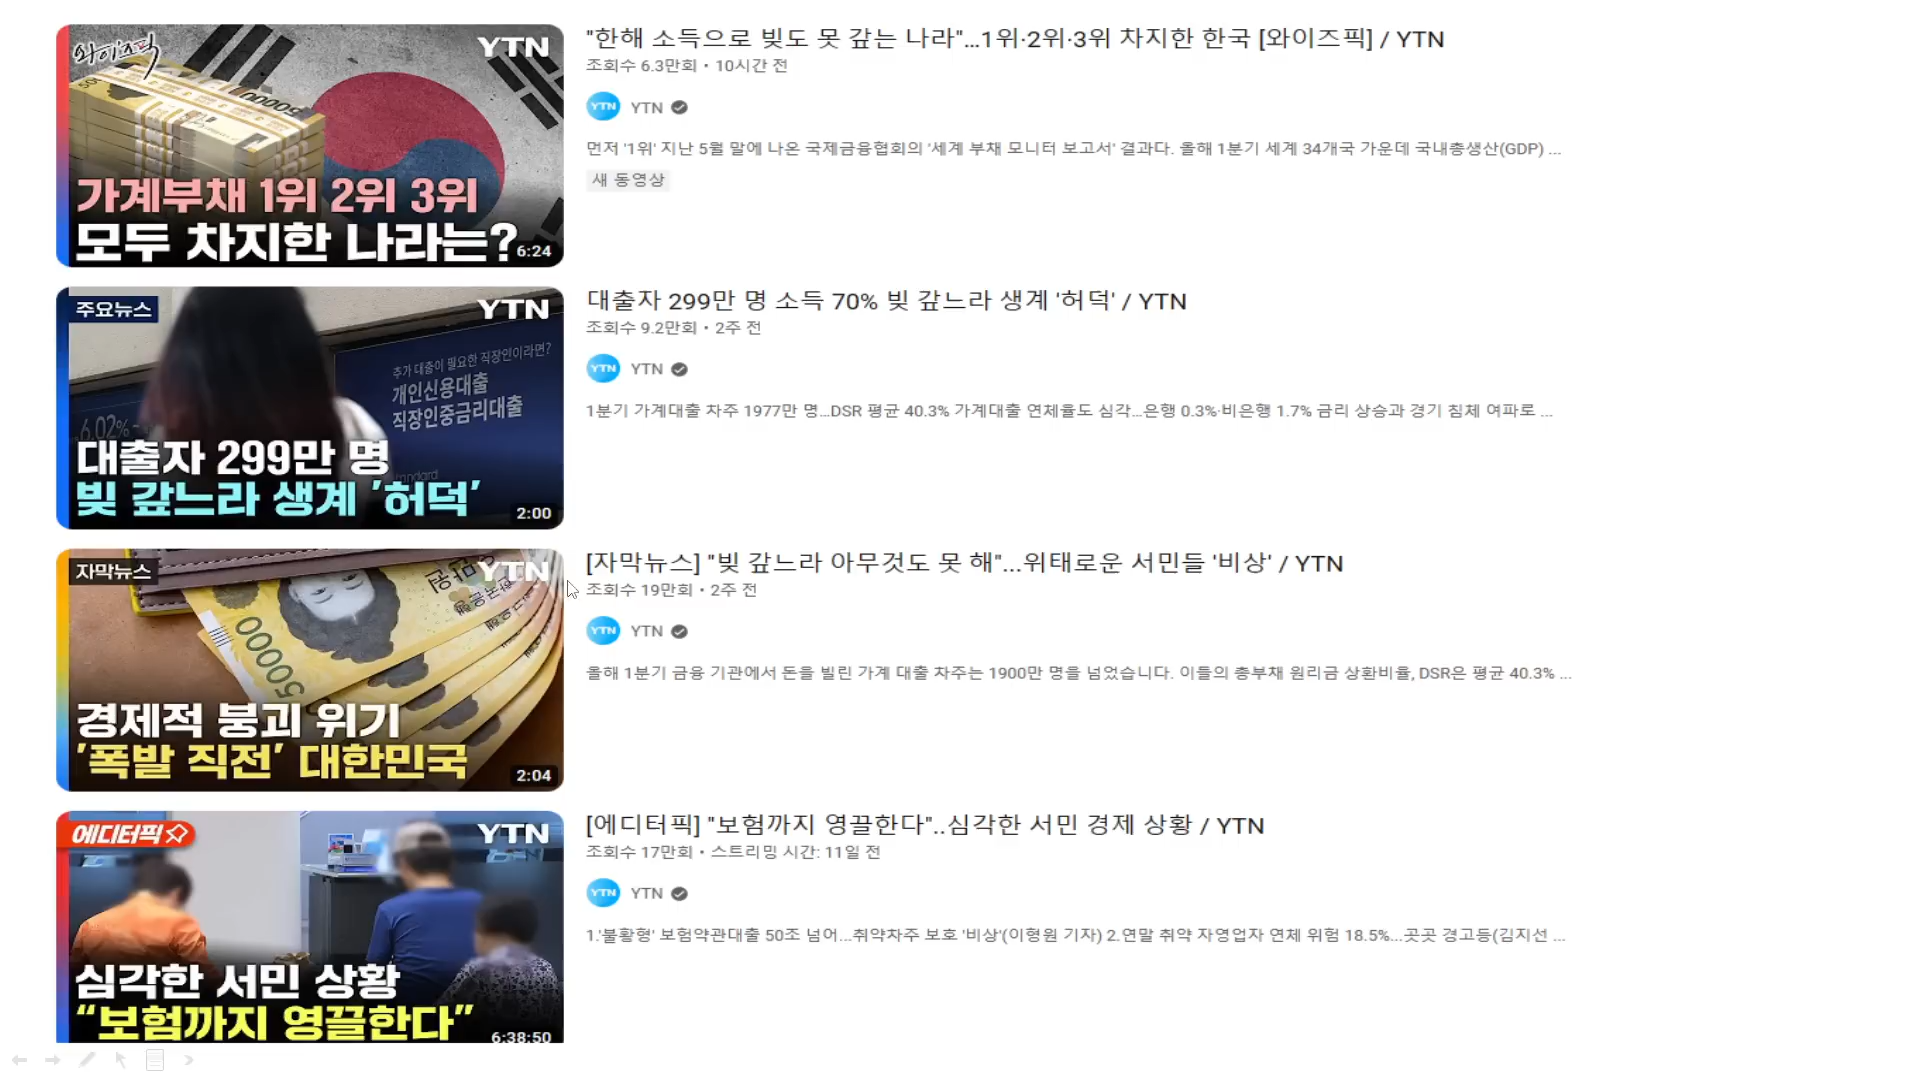 와이즈픽
YTN
가계부채 1위 2위 3위
모두 차지한 나라는?
6:24
"한해 소득으로 빚도 못 갚는 나라"...1위·2위·3위 차지한 한국 [와이즈픽] / YTN
조회수 6.3만회 • 10시간 전
YTN YTN
먼저 '1위' 지난 5월 말에 나온 국제금융협회의 '세계 부채 모니터 보고서' 결과다. 올해 1분기 세계 34개국 가운데 국내총생산(GDP) ...
새 동영상
주요뉴스
YTN
추가 대출이 필요한 직장인이라면?
개인신용대출
직장인중금리대출
6.02%~
대출자 299만 명
빚 갚느라 생계 '허덕'
2:00
대출자 299만 명 소득 70% 빚 갚느라 생계 '허덕' / YTN
조회수 9.2만회 • 2주 전
YTN YTN
1분기 가계대출 차주 1977만 명...DSR 평균 40.3% 가계대출 연체율도 심각...은행 0.3%·비은행 1.7% 금리 상승과 경기 침체 여파로 ...
자막뉴스
YTN
50000
경제적 붕괴 위기
'폭발 직전' 대한민국
2:04
[자막뉴스] "빚 갚느라 아무것도 못 해"...위태로운 서민들 '비상' / YTN
조회수 19만회 • 2주 전
YTN YTN
올해 1분기 금융 기관에서 돈을 빌린 가계 대출 차주는 1900만 명을 넘었습니다. 이들의 총부채 원리금 상환비율, DSR은 평균 40.3% ...
에디터픽
YTN
심각한 서민 상황
“보험까지 영끌한다”
6:38:50
[에디터픽] "보험까지 영끌한다"..심각한 서민 경제 상황 / YTN
조회수 17만회 • 스트리밍 시간: 11일 전
YTN YTN
1.'불황형' 보험약관대출 50조 넘어...취약차주 보호 '비상'(이형원 기자) 2.연말 취약 자영업자 연체 위험 18.5%...곳곳 경고등(김지선 ...